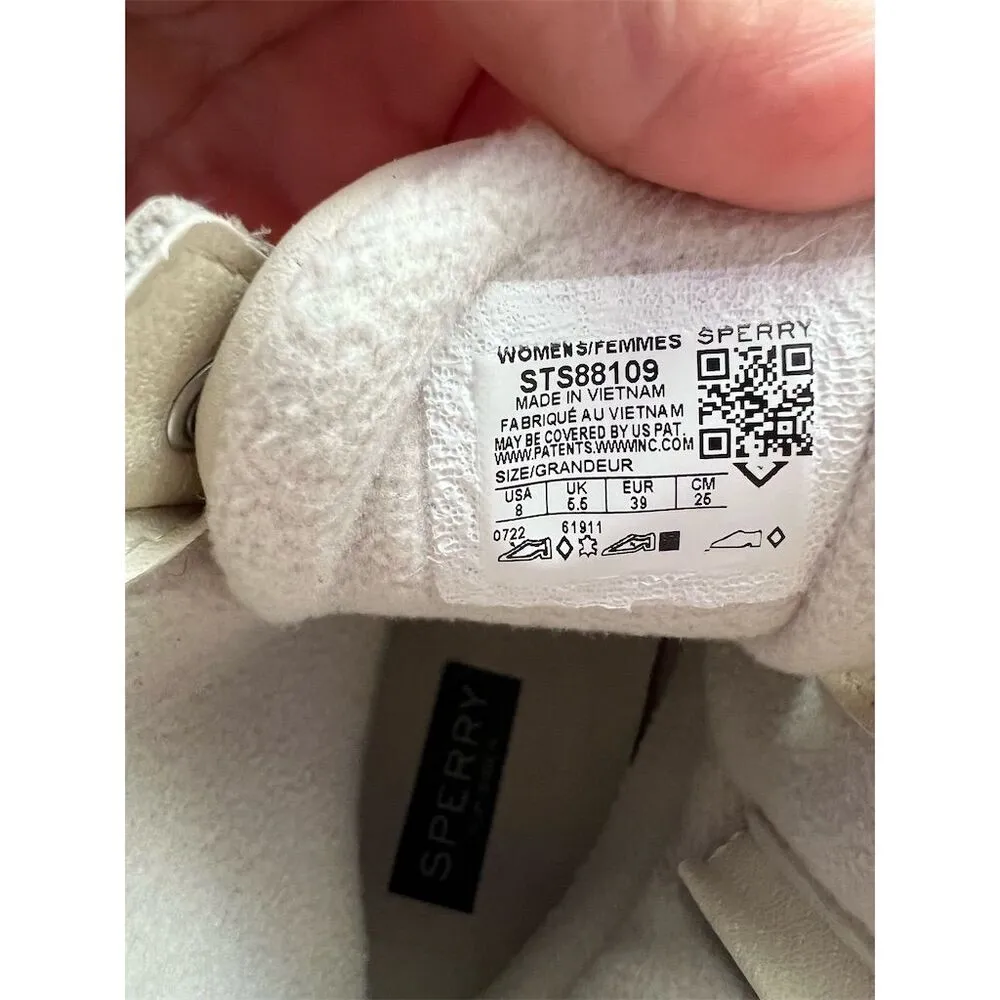 WOMENS/FEMMES
SPERRY
STS88109
MADE IN VIETNAM
FABRIQUÉ AU VIETNAM
MAY BE COVERED BY US PAT.
WWW.PATENTS.WWWINC.COM
SIZE/GRANDEUR
USA UK EUR CM
8 5.5 39 25
0722 61911
SPERRY